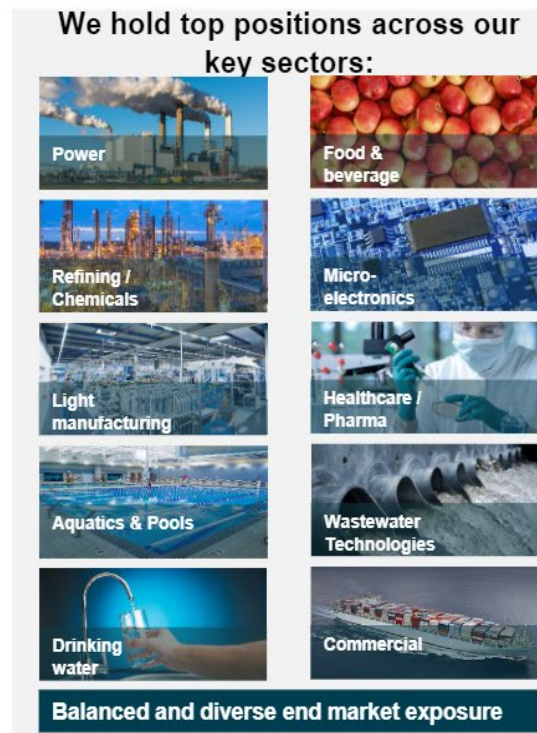 We hold top positions across our
key sectors:
Power
Food &
beverage
Refining /
Chemicals
Micro-
electronics
Light
manufacturing
Healthcare /
Pharma
Aquatics & Pools
Wastewater
Technologies
Drinking
water
Commercial
Balanced and diverse end market exposure